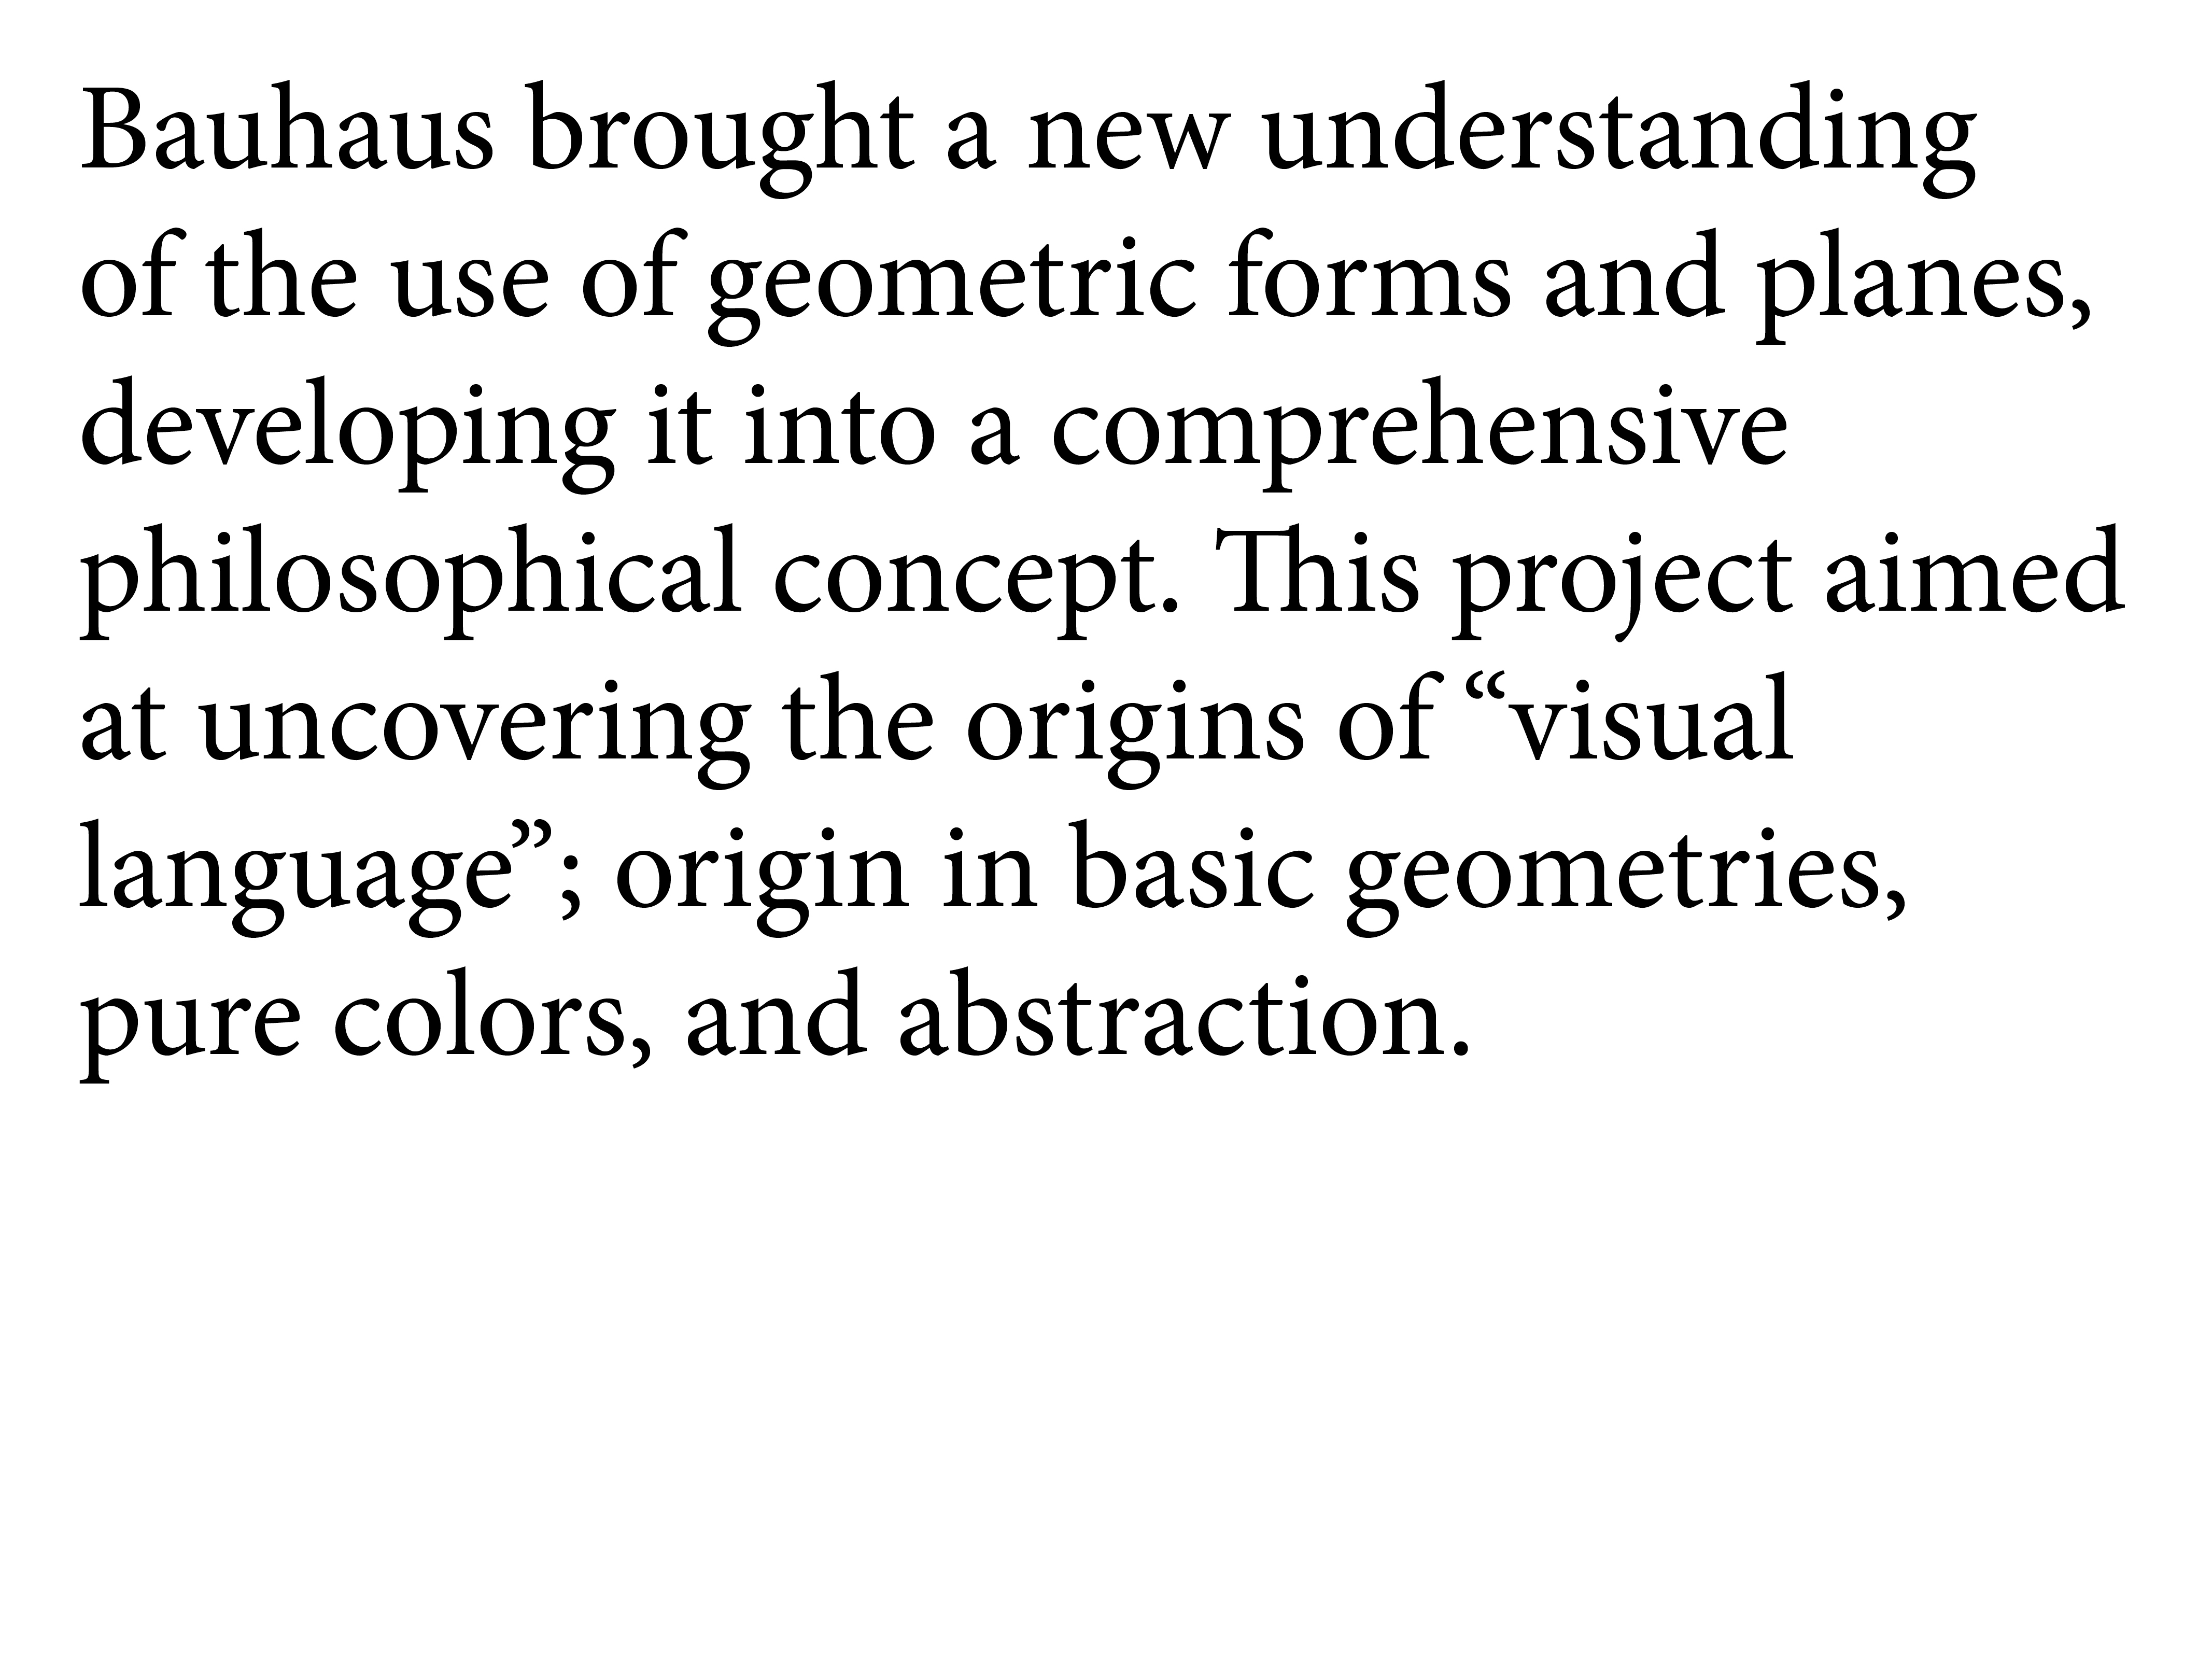 Bauhaus brought a new understanding
of the use of geometric forms and planes,
developing it into a comprehensive
philosophical concept. This project aimed
at uncovering the origins of “visual
language”; origin in basic geometries,
pure colors, and abstraction.